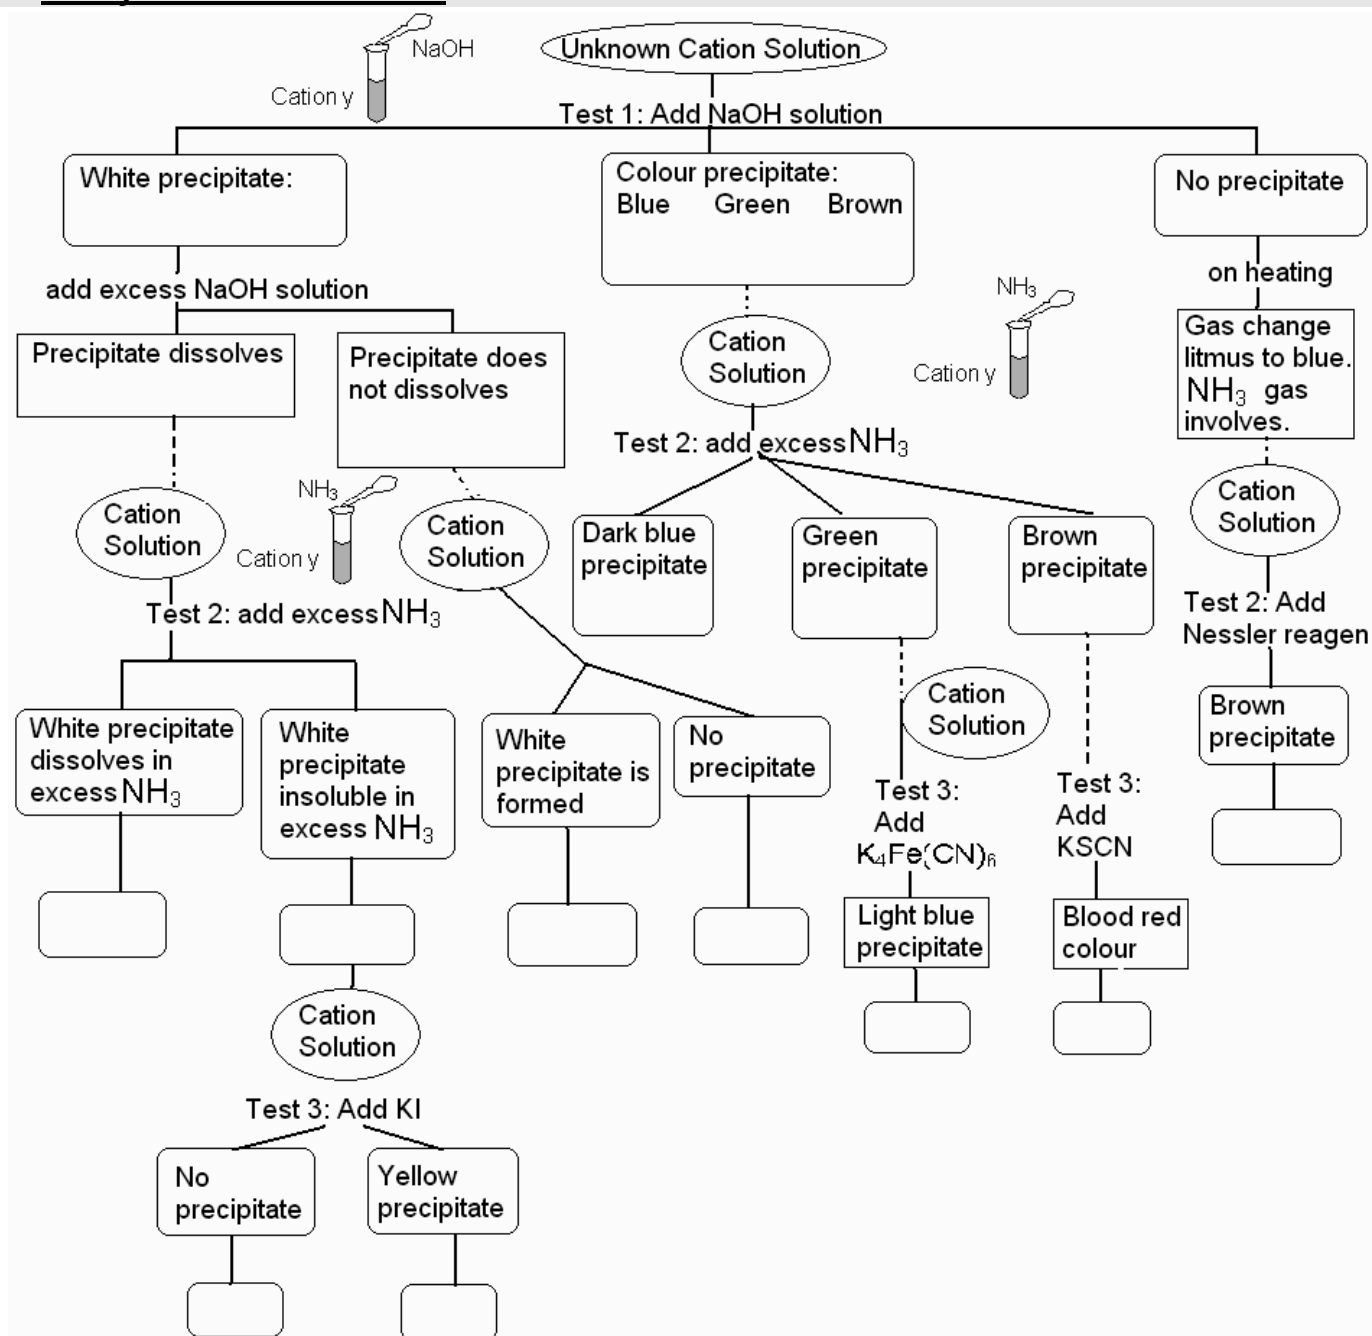 NaOH
Cation y
Unknown Cation Solution
Test 1: Add NaOH solution
White precipitate:
Colour precipitate:
Blue Green Brown
No precipitate
add excess NaOH solution
on heating
Precipitate dissolves
Precipitate does
not dissolves
Cation
Solution
NH3
Cation y
Gas change
litmus to blue.
NH3 gas
involves.
Test 2: add excess NH3
Cation
Solution
NH3
Cation y
Cation
Solution
Dark blue
precipitate
Green
precipitate
Brown
precipitate
Cation
Solution
Test 2: add excess NH3
Test 2: Add
Nessler reagen
White precipitate
dissolves in
excess NH3
White
precipitate
insoluble in
excess NH3
White
precipitate is
formed
No
precipitate
Cation
Solution
Brown
precipitate
Test 3:
Add
K4Fe(CN)6
Test 3:
Add
KSCN
Light blue
precipitate
Blood red
colour
Cation
Solution
Test 3: Add KI
No
precipitate
Yellow
precipitate